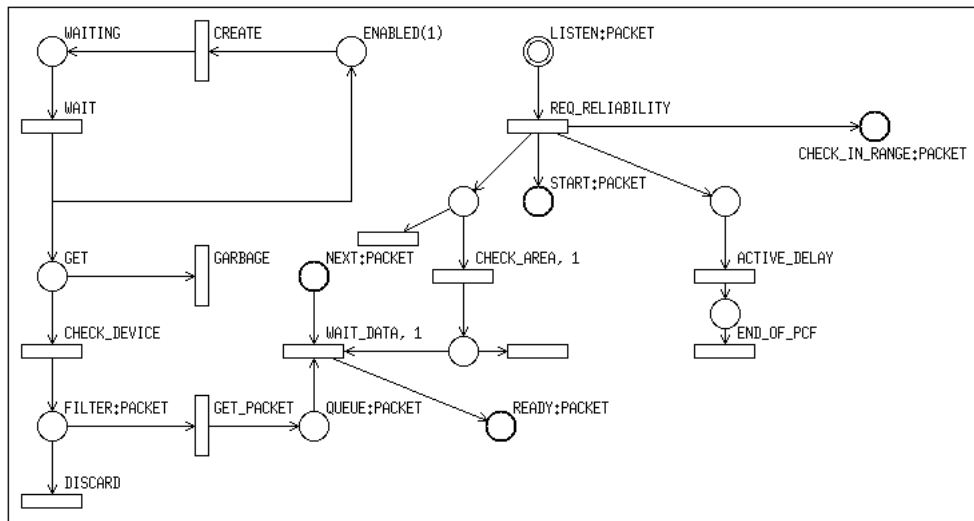 WAITING
CREATE
ENABLED(1)
LISTEN:PACKET
WAIT
REQ_RELIABILITY
CHECK_IN_RANGE:PACKET
START:PACKET
GET
GARBAGE
NEXT:PACKET
CHECK_AREA, 1
ACTIVE_DELAY
CHECK_DEVICE
WAIT_DATA, 1
END_OF_PCF
FILTER:PACKET
GET_PACKET
QUEUE:PACKET
READY:PACKET
DISCARD